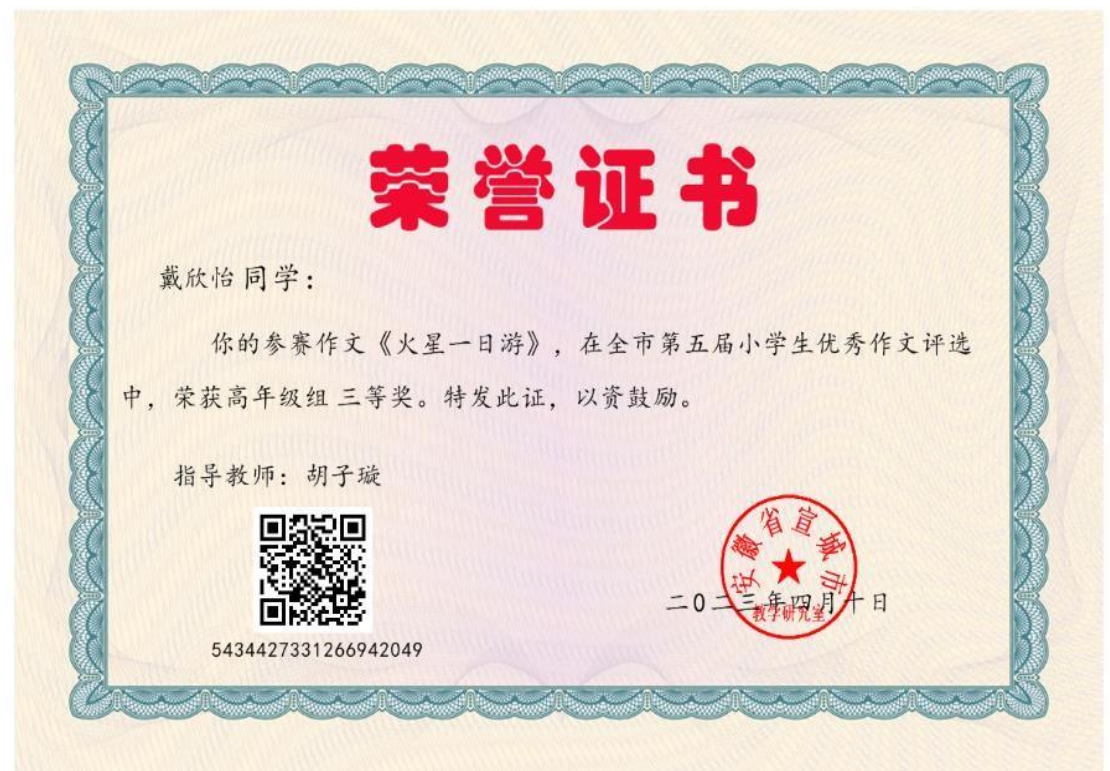 荣誉证书
戴欣怡同学：
你的参赛作文《火星一日游》，在全市第五届小学生优秀作文评选
中，荣获高年级组 三等奖。特发此证，以资鼓励。
指导教师：胡子璇
安徽省宣城市
教学研究室
二0二三年四月十日
5434427331266942049